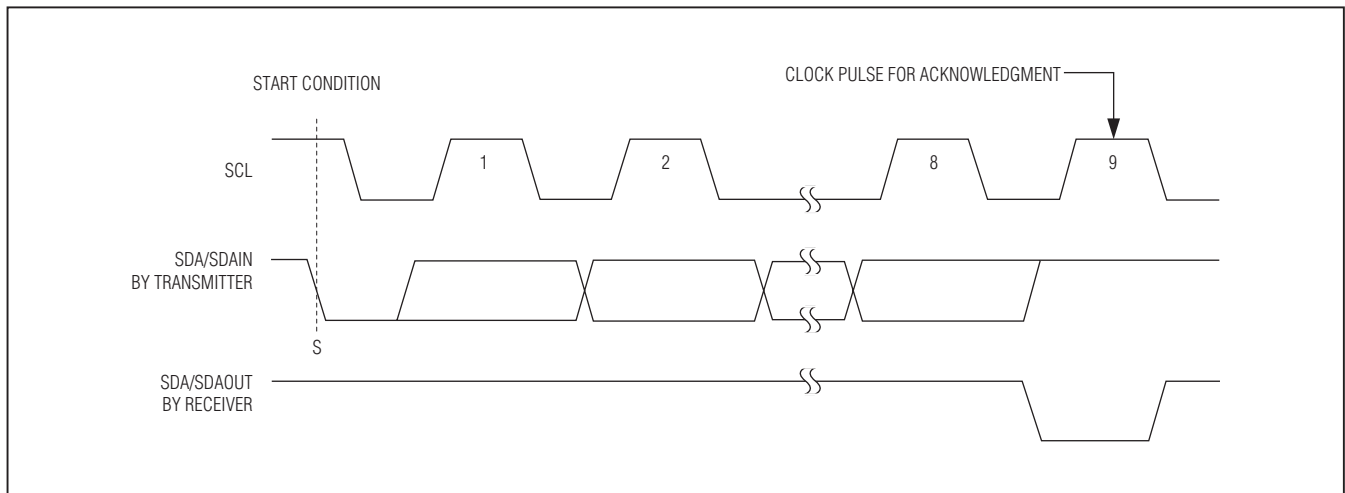 START CONDITION
CLOCK PULSE FOR ACKNOWLEDGMENT
SCL
1
2
8
9
SDA/SDAIN
BY TRANSMITTER
S
SDA/SDAOUT
BY RECEIVER